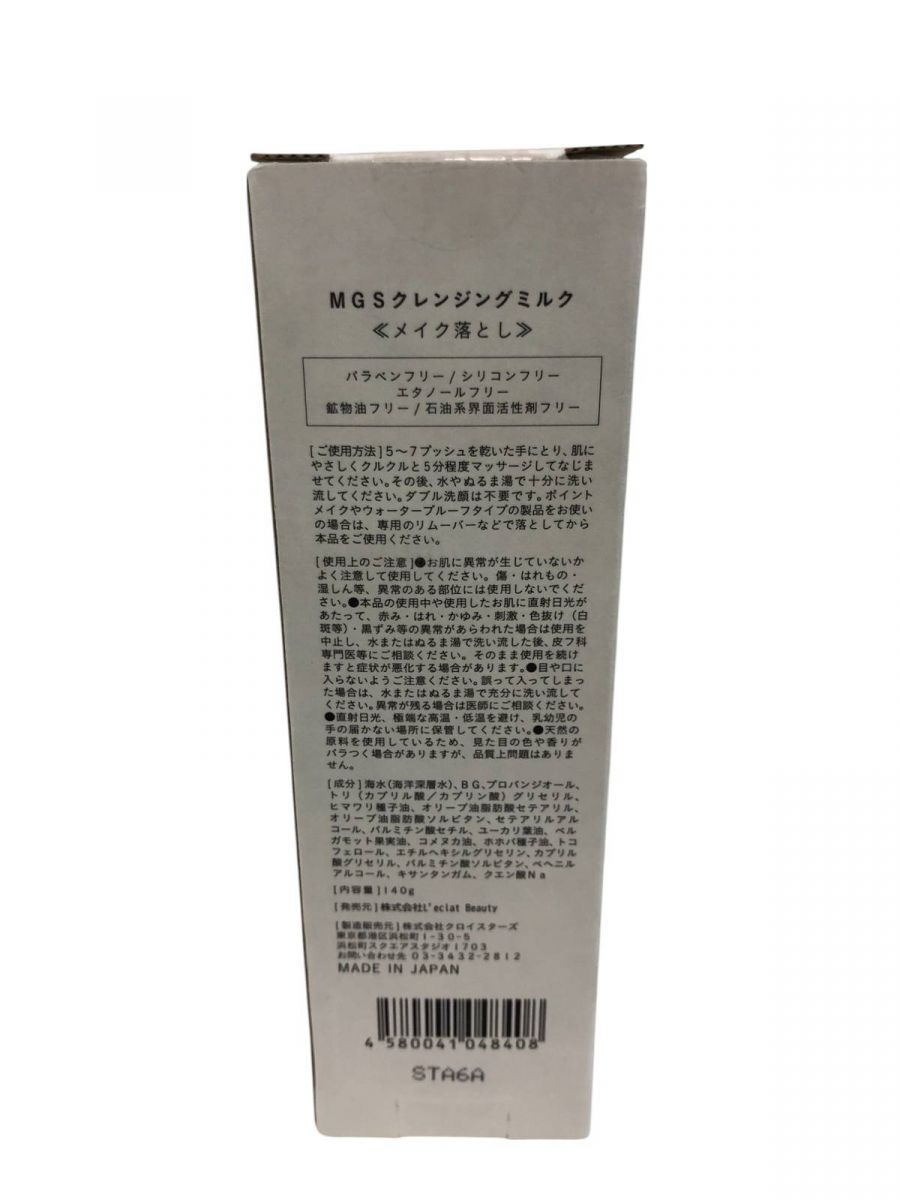 MGSクレンジングミルク
≪メイク落とし≫
パラベンフリー/シリコンフリー
エタノールフリー
鉱物油フリー/石油系界面活性剤フリー
[ご使用方法]5〜7プッシュを乾いた手にとり、肌に
やさしくクルクルと5分程度マッサージしてなじま
せてください。その後、水やぬるま湯で十分に洗い
流してください。ダブル洗顔は不要です。ポイント
メイクやウォータープルーフタイプの製品をお使い
の場合は、専用のリムーバーなどで落としてから
本品をご使用ください。
[使用上のご注意]●お肌に異常が生じていないか
よく注意して使用してください。傷・はれもの・
湿しん等、異常のある部位には使用しないでくだ
さい。●本品の使用中や使用したお肌に直射日光が
あたって、赤み・はれ・かゆみ・刺激・色抜け(白
斑等)・黒ずみ等の異常があらわれた場合は使用を
中止し、水またはぬるま湯で洗い流した後、皮フ科
専門医等にご相談ください。そのまま使用を続け
ますと症状が悪化する場合があります。●目や口に
入らないようご注意ください。誤って入ってしまっ
た場合は、水またはぬるま湯で充分に洗い流して
ください。異常が残る場合は医師にご相談ください。
●直射日光、極端な高温・低温を避け、乳幼児の
手の届かない場所に保管してください。●天然の
原料を使用しているため、見た目の色や香りが
バラつく場合がありますが、品質上問題はありま
せん。
[成分]海水(海洋深層水)、BG、プロパンジオール、
トリ(カプリル酸/カプリン酸)グリセリル、
ヒマワリ種子油、オリーブ油脂肪酸セテアリル、
オリーブ油脂肪酸ソルビタン、セテアリルアル
コール、パルミチン酸セチル、ユーカリ葉油、ベル
ガモット果実油、コメヌカ油、ホホバ種子油、トコ
フェロール、エチルヘキシルグリセリン、カプリル
酸グリセリル、パルミチン酸ソルビタン、ベヘニル
アルコール、キサンタンガム、クエン酸Na
[内容量]140g
[発売元]株式会社L'eclat Beauty
[製造販売元]株式会社クロイスターズ
東京都港区浜松町1-30-5
浜松町スクエアスタジオ1703
お問い合わせ先 03-3432-2812
MADE IN JAPAN
4 580041 048408
STA6A